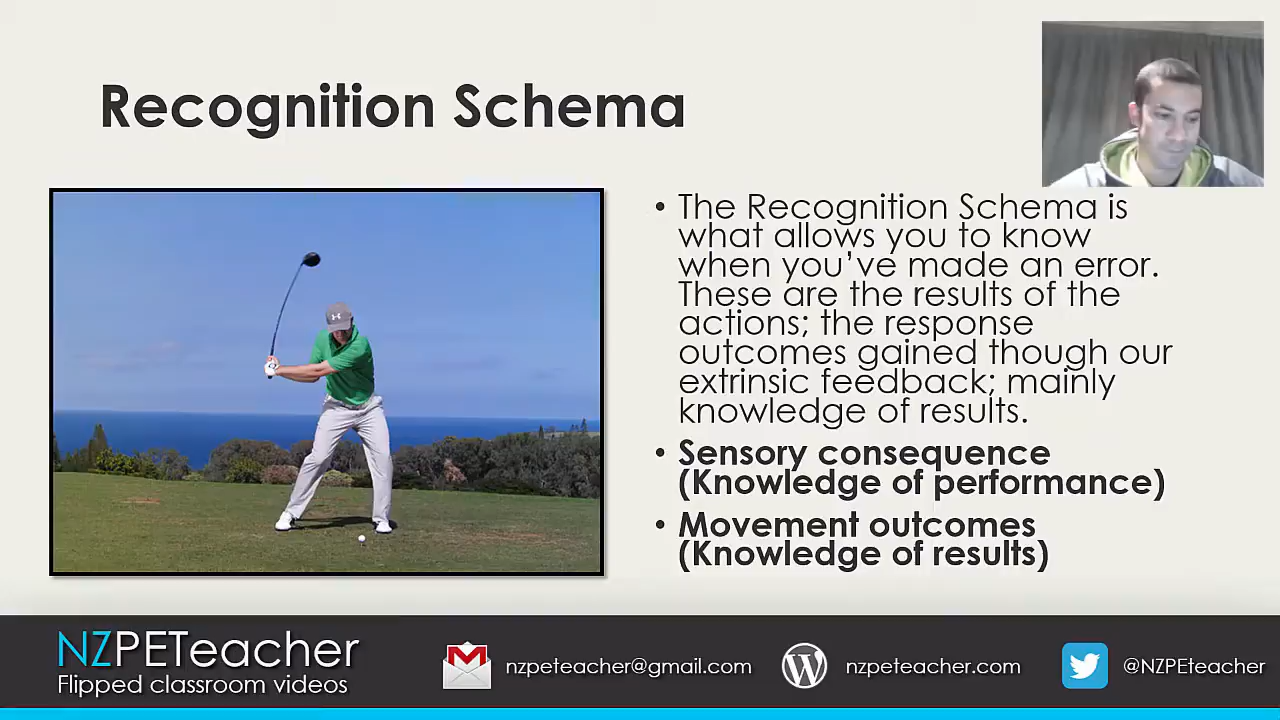 Recognition Schema
• The Recognition Schema is
what allows you to know
when you’ve made an error.
These are the results of the
actions; the response
outcomes gained though our
extrinsic feedback; mainly
knowledge of results.
• Sensory consequence
(Knowledge of performance)
• Movement outcomes
(Knowledge of results)
NZPETeacher
Flipped classroom videos
nzpeteacher@gmail.com
nzpeteacher.com
@NZPEteacher